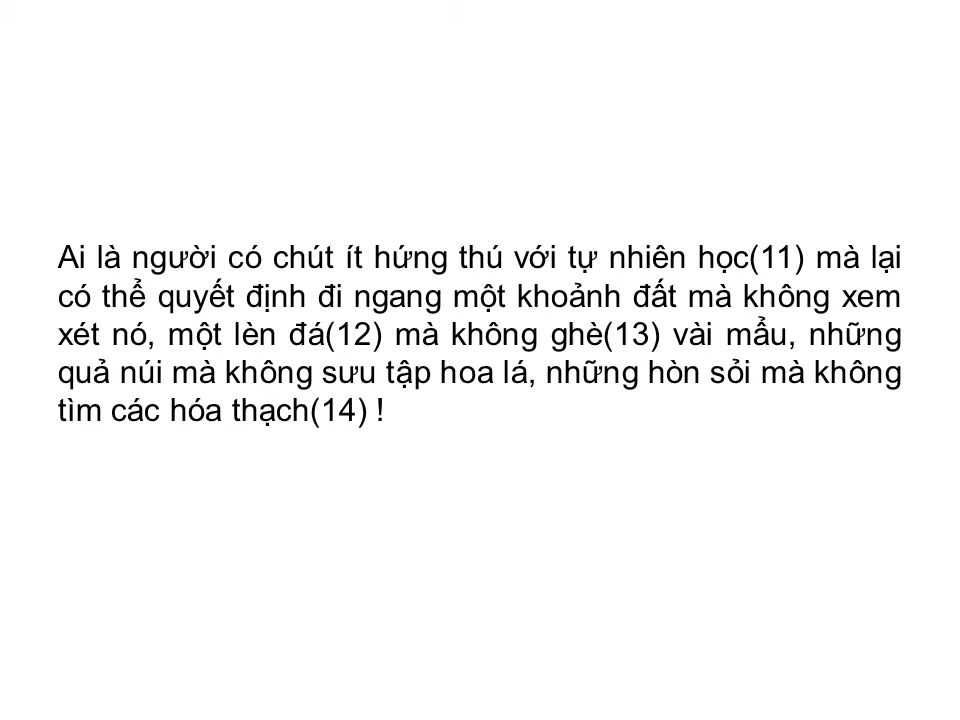 Ai là người có chút ít hứng thú với tự nhiên học(11) mà lại
có thể quyết định đi ngang một khoảnh đất mà không xem
xét nó, một lèn đá(12) mà không ghè(13) vài mẩu, những
quả núi mà không sưu tập hoa lá, những hòn sỏi mà không
tìm các hóa thạch(14) !